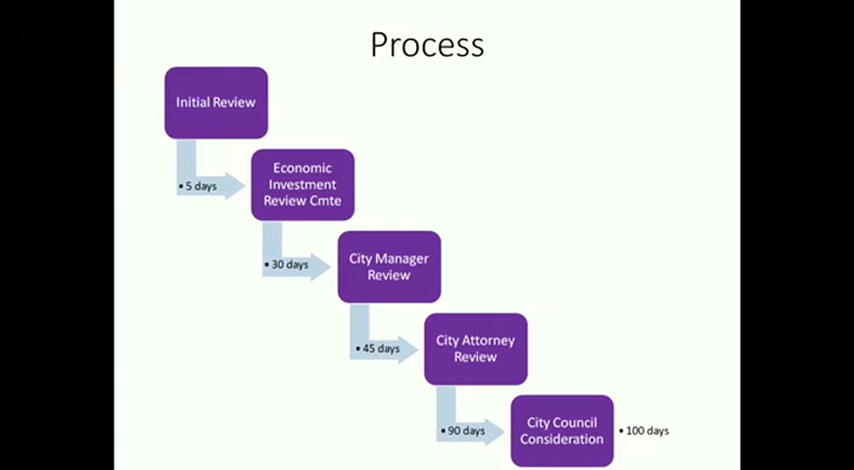 Process
Initial Review
• 5 days
Economic
Investment
Review Cmte
• 30 days
City Manager
Review
• 45 days
City Attorney
Review
• 90 days
City Council
Consideration
• 100 days